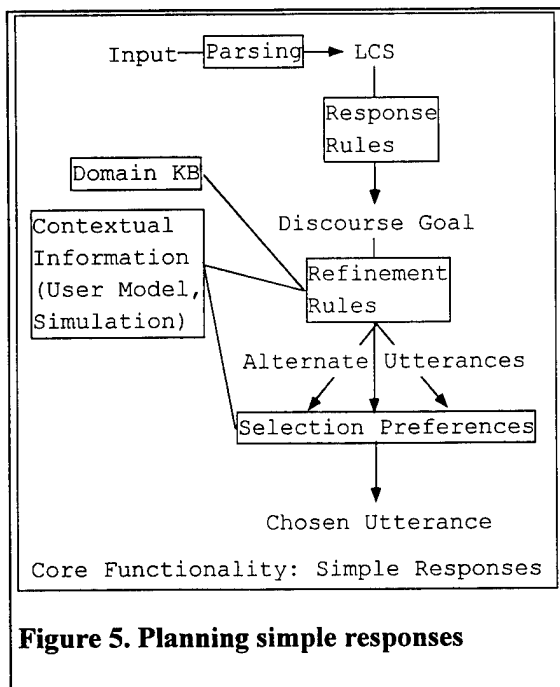 Input Parsing LCS
Response
Rules
Domain KB
Contextual
Information
(User Model,
Simulation)
Discourse Goal
Refinement
Rules
Alternate Utterances
Selection Preferences
Chosen Utterance
Core Functionality: Simple Responses
Figure 5. Planning simple responses